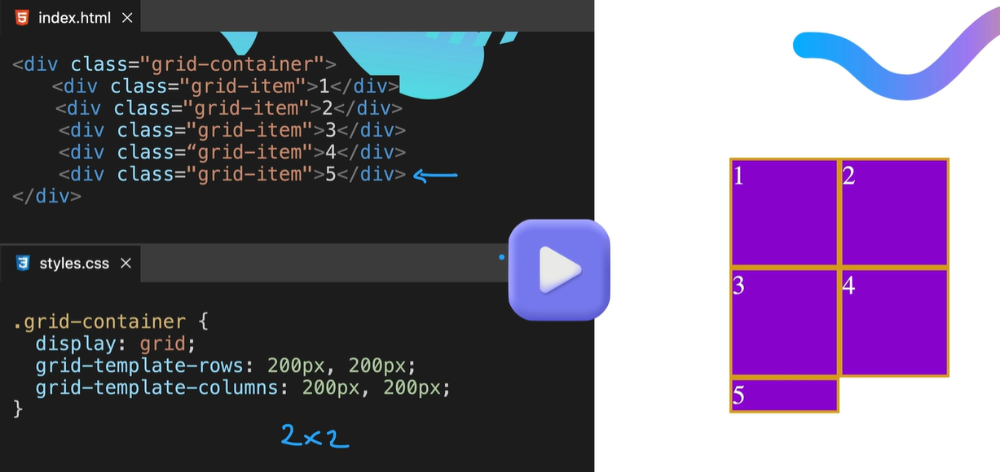 index.html ×
<div class="grid-container">
<div class="grid-item">1</div>
<div class="grid-item">2</div>
<div class="grid-item">3</div>
<div class=“grid-item">4</div>
<div class="grid-item">5</div>
</div>
styles.css ×
.grid-container {
display: grid;
grid-template-rows: 200px, 200px;
grid-template-columns: 200px, 200px;
}
2x2
1 2
3 4
5